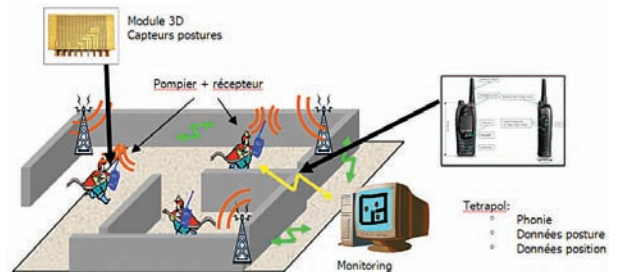 Module 3D
Capteurs postures
Pompier + récepteur
Tetrapol:
Phonie
Données posture
Données position
Monitoring